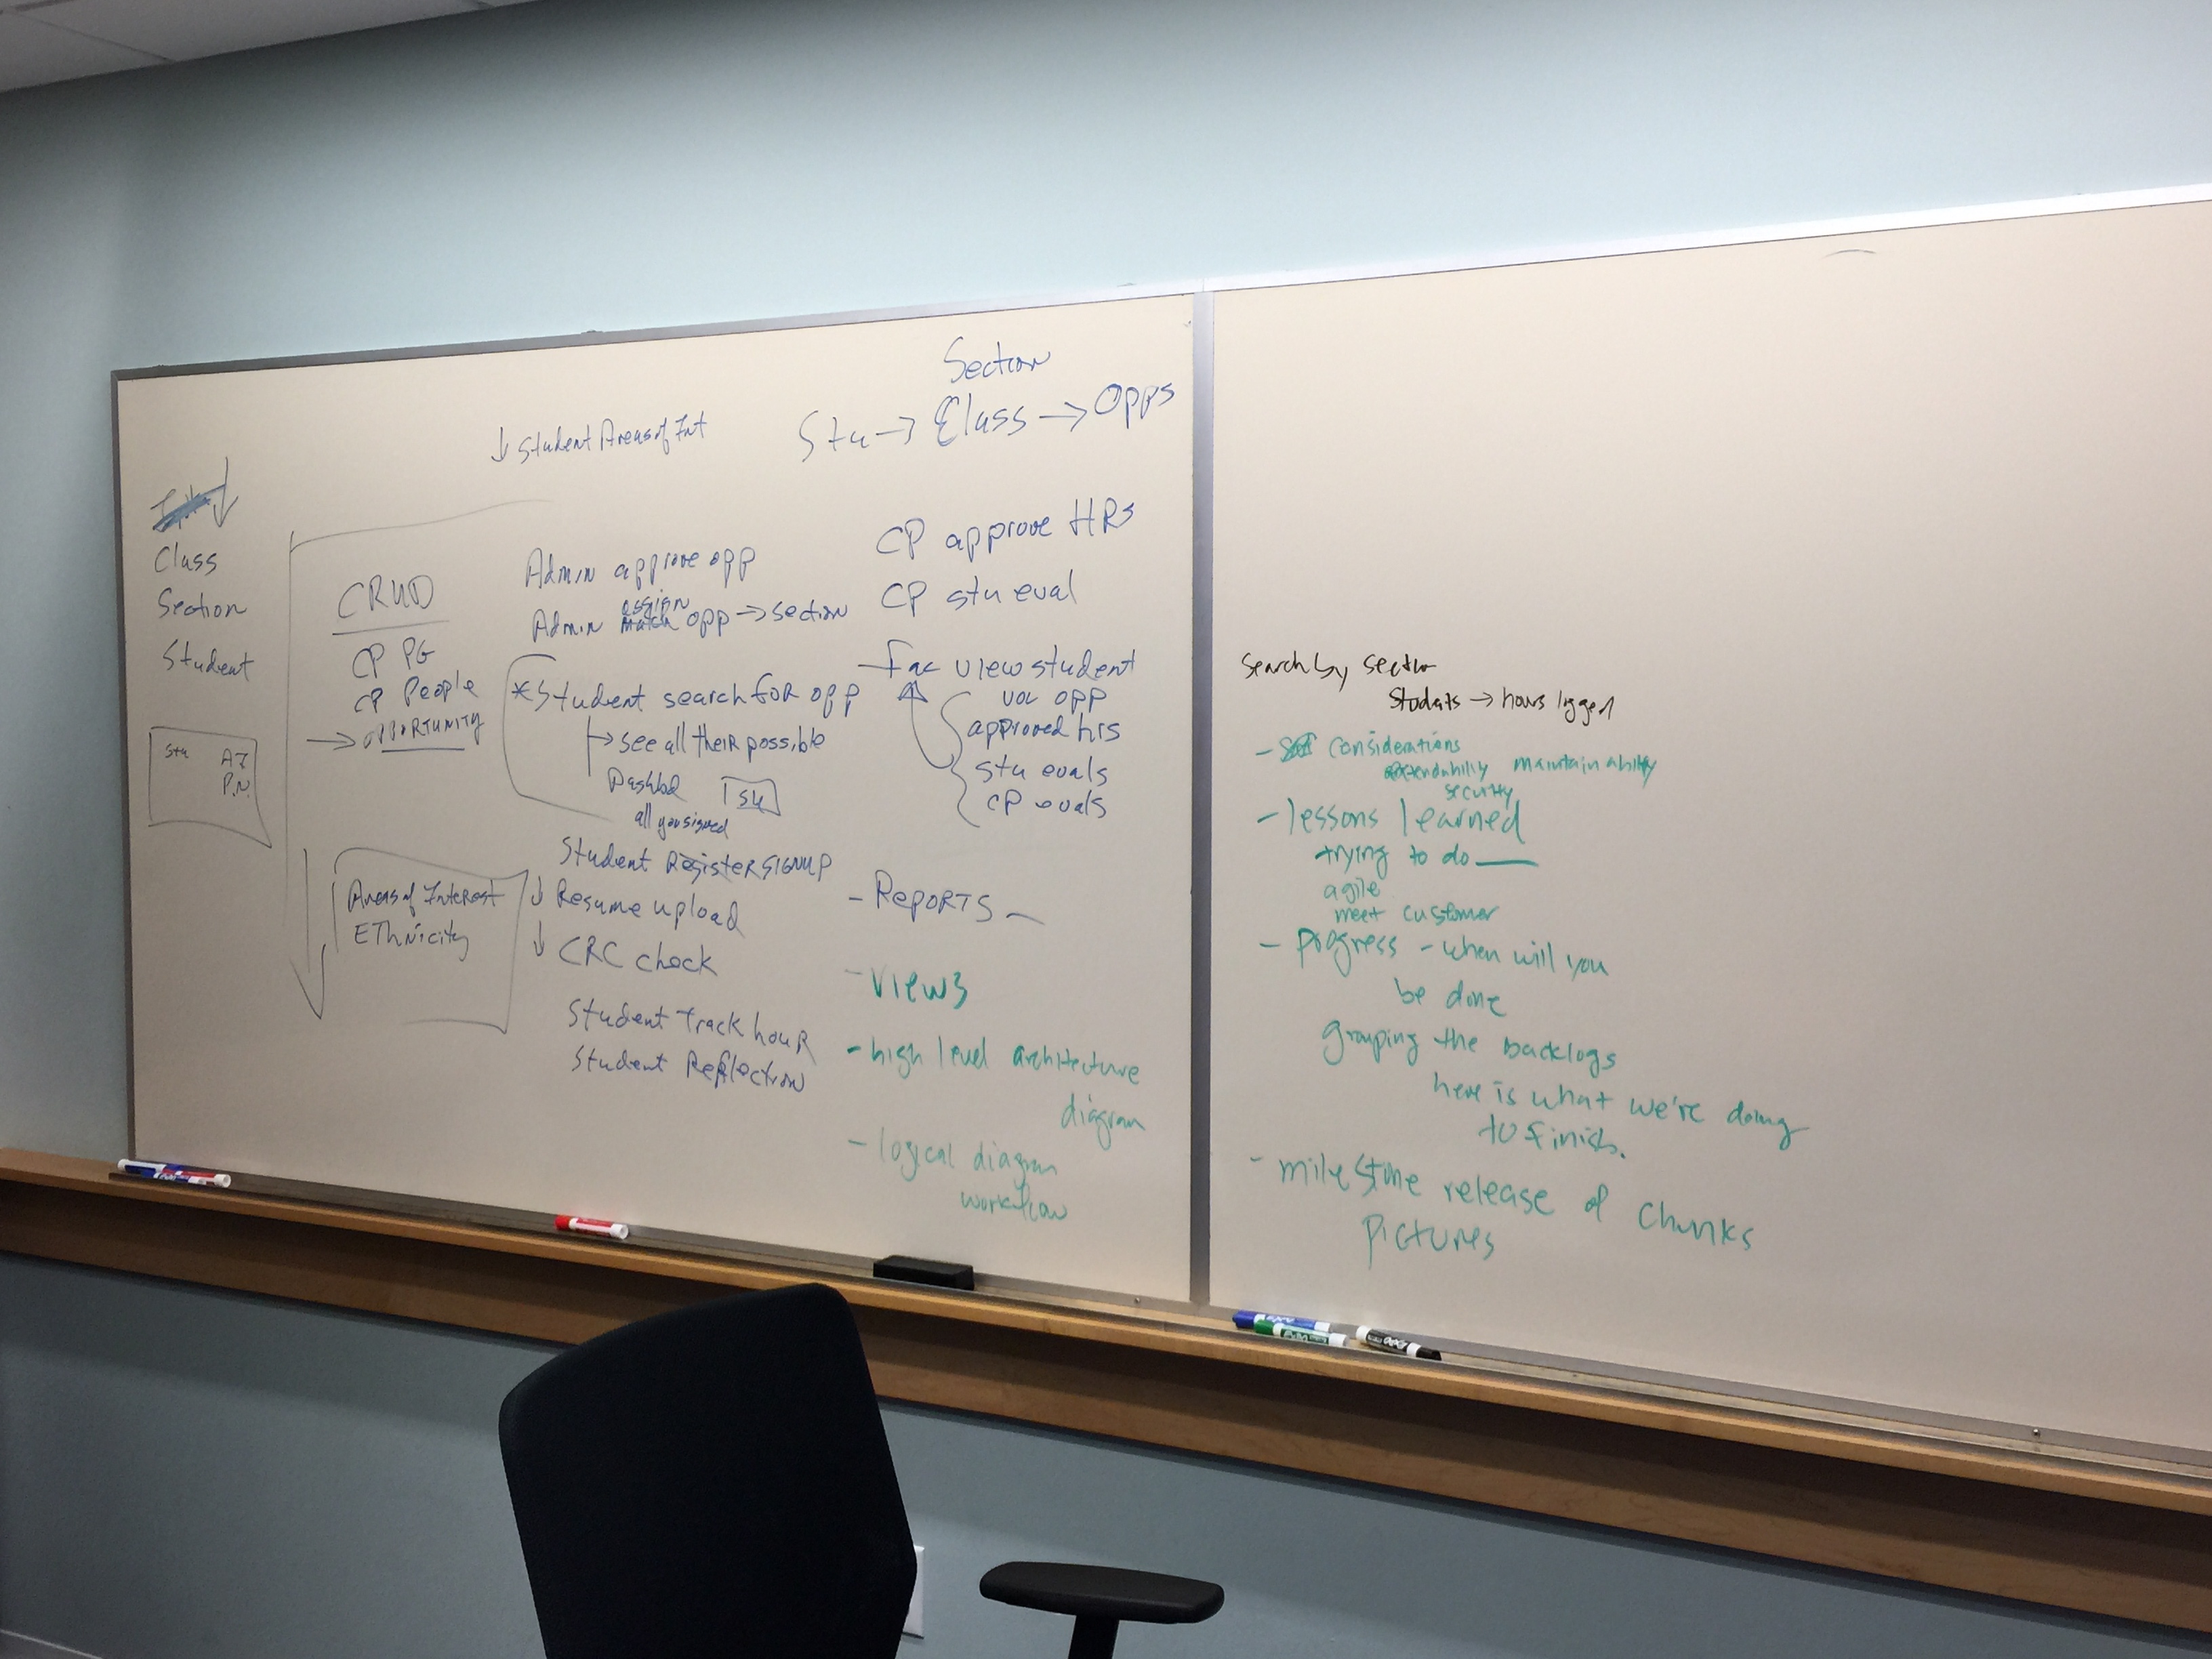 Section
Stu → Class → Opps
↓ Student Areas of Int
Class
Section
Student
Stu AI
P.N.
CRUD
CP PG
CP People
→ OPPORTUNITY
Areas of Interest
EThnicity
Admin approve opp
assign
Admin match opp → section
*Student search FOR opp
→ see all theiR possible
Dashbd
all you signed
Student RegisteR SIGNUP
↓ Resume upload
↓ CRC check
Student Track houR
Student Reflection
CP approve HRs
CP stu eval
Fac view student
opp
approved hrs
stu evals
CP evals
- RepoRTS
- views
- high level architecture
diagram
- logical diagram
workflow
Search by section
Students → hours logged
- considerations
extendability maintainability
security
- lessons learned
trying to do ___
agile
meet customer
- progress - when will you
be done
grouping the backlogs
here is what we're doing
to finish.
- milestone release of chunks
pictures